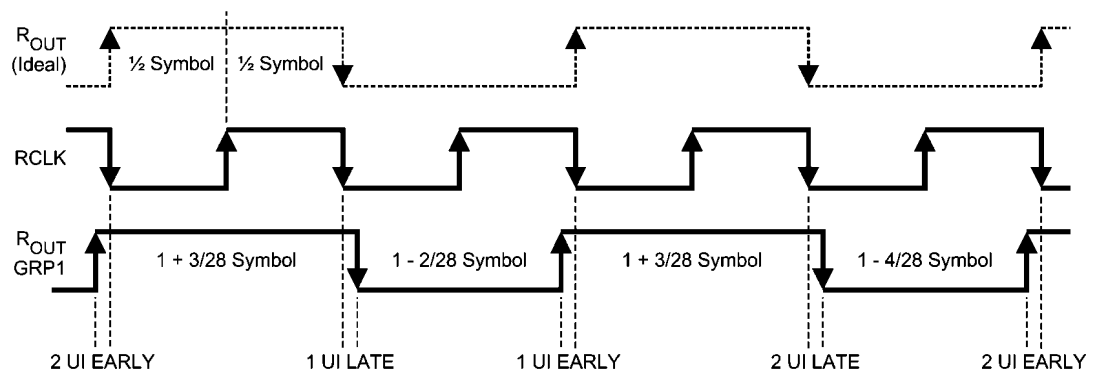 ROUT
(Ideal)
½ Symbol
½ Symbol
RCLK
ROUT
GRP1
1 + 3/28 Symbol
1 - 2/28 Symbol
1 + 3/28 Symbol
1 - 4/28 Symbol
2 UI EARLY
1 UI LATE
1 UI EARLY
2 UI LATE
2 UI EARLY